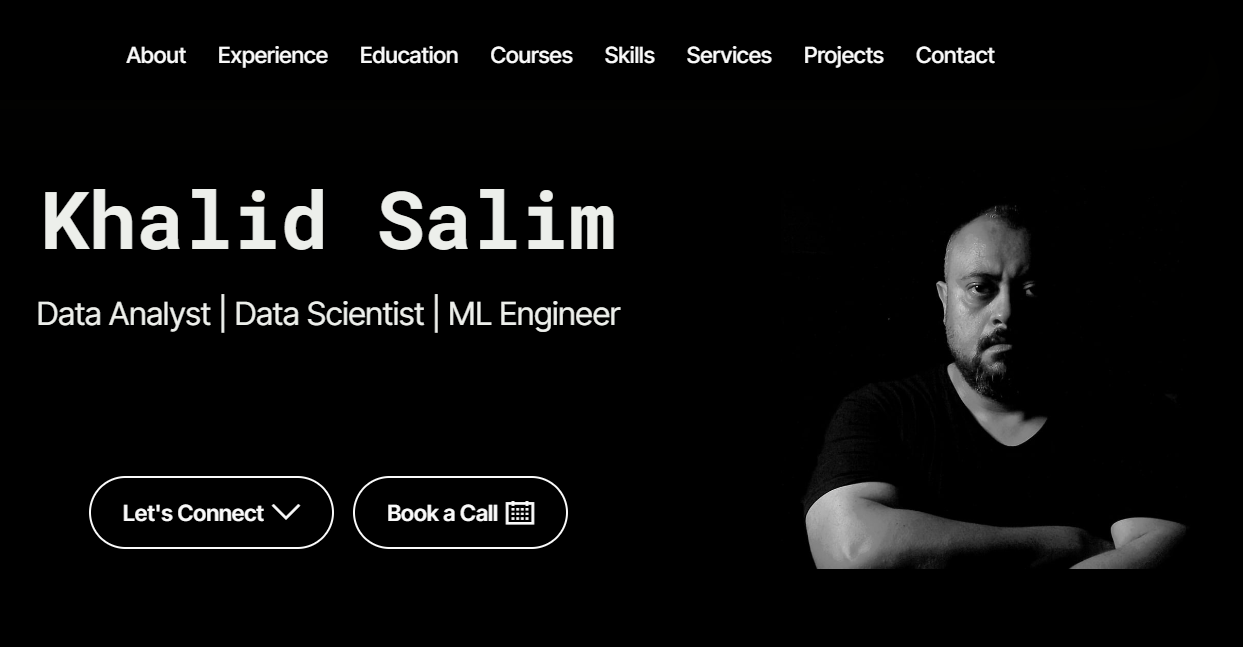 About Experience Education Courses Skills Services Projects Contact
Khalid Salim
Data Analyst | Data Scientist | ML Engineer
Let's Connect Book a Call